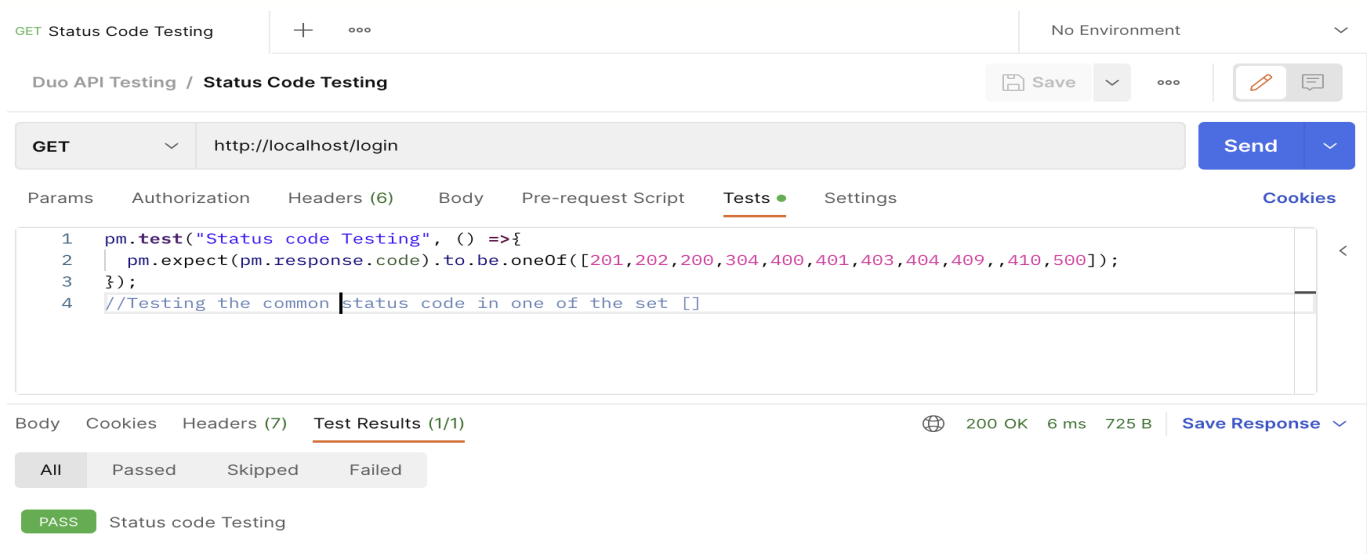 GET Status Code Testing
No Environment
Duo API Testing / Status Code Testing
Save
GET http://localhost/login Send
Params Authorization Headers (6) Body Pre-request Script Tests Settings Cookies
1 pm.test("Status code Testing", () =>{
2 pm.expect(pm.response.code).to.be.oneOf([201,202,200,304,400,401,403,404,409,,410,500]);
3 });
4 //Testing the common status code in one of the set []
Body Cookies Headers (7) Test Results (1/1) 200 OK 6 ms 725 B Save Response
All Passed Skipped Failed
PASS Status code Testing